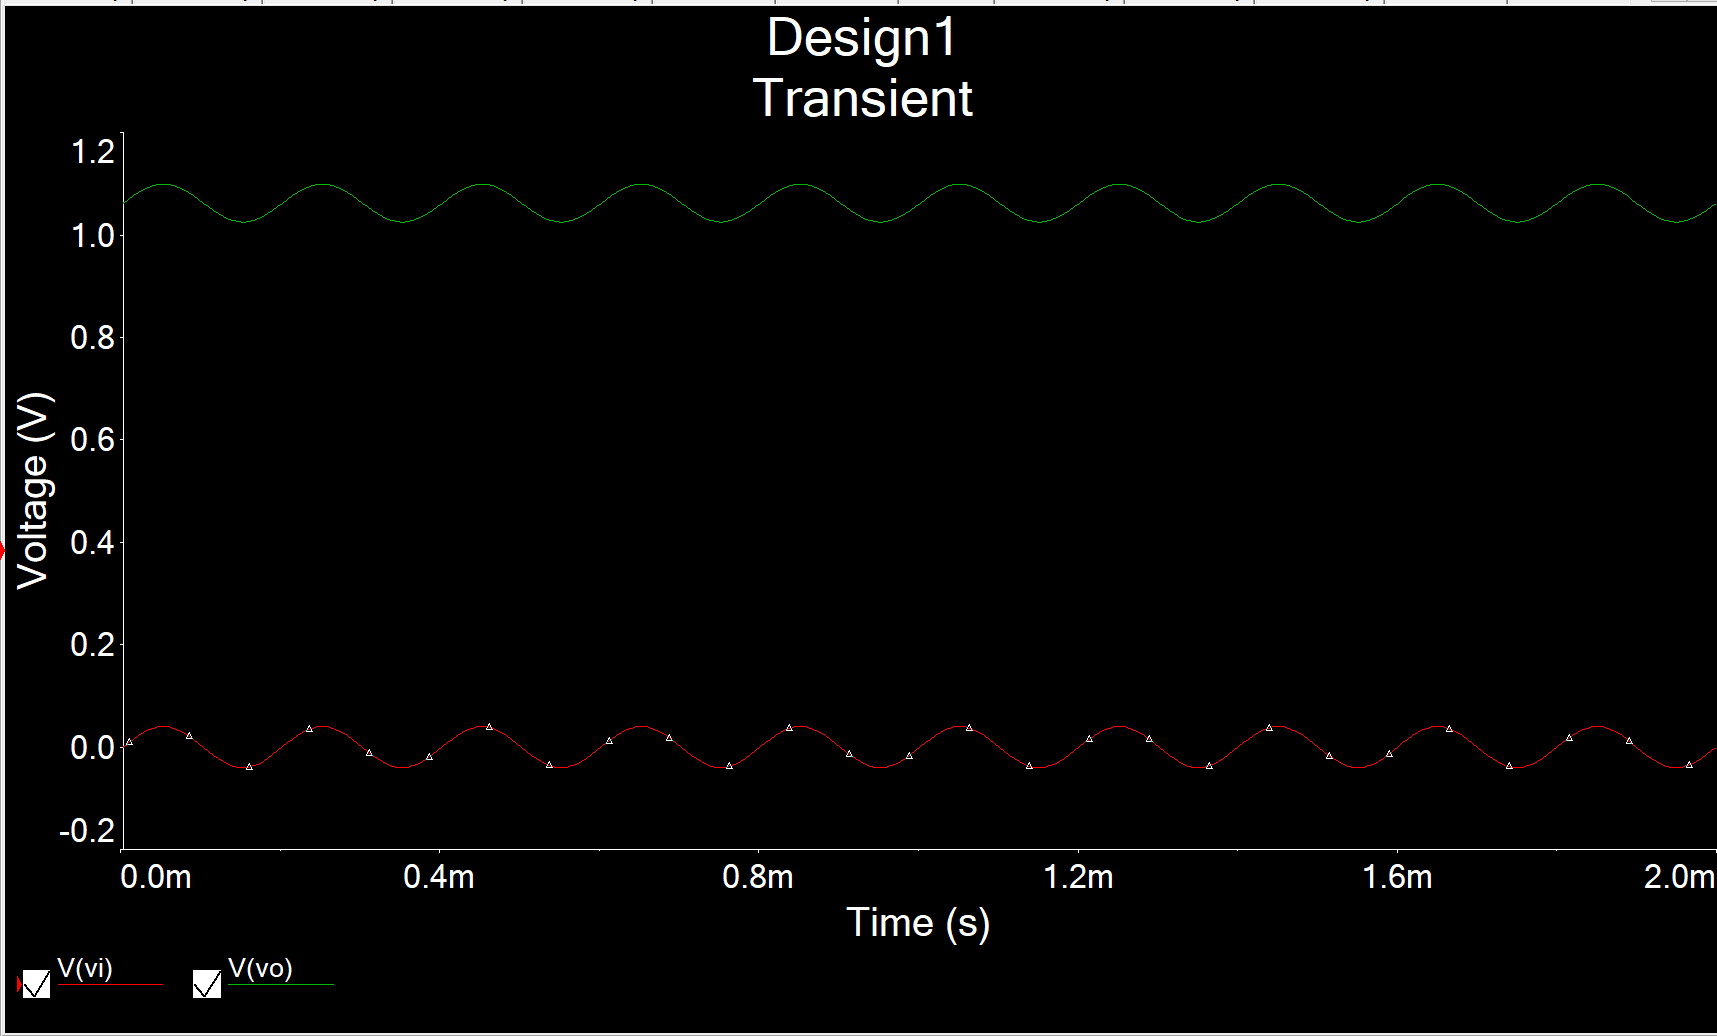 Design1
Transient
1.2
1.0
0.8
0.6
0.4
0.2
0.0
-0.2
Voltage (V)
0.0m 0.4m 0.8m 1.2m 1.6m 2.0m
Time (s)
V(vi) V(vo)